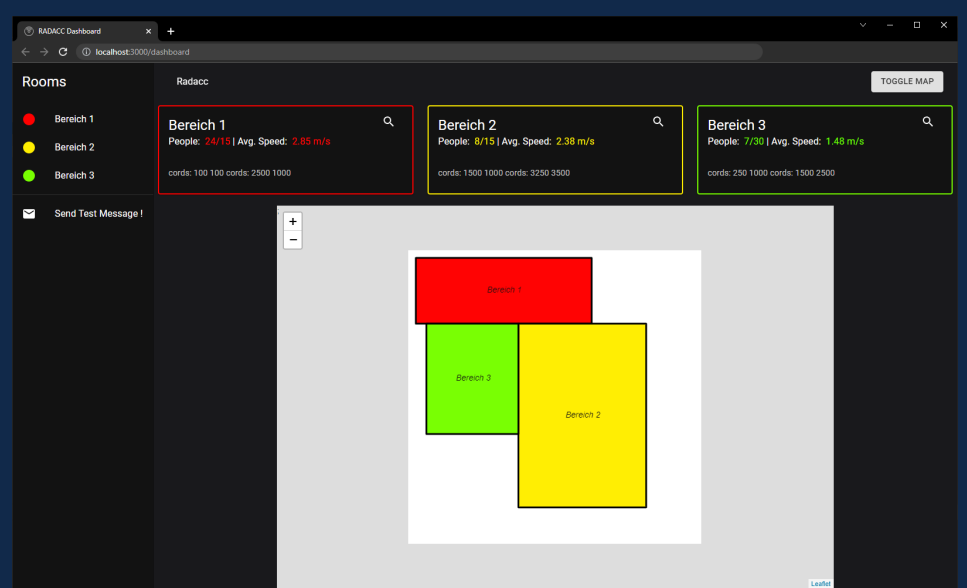 RADACC Dashboard
localhost:3000/dashboard
Rooms
Radacc
TOGGLE MAP
Bereich 1
Bereich 2
Bereich 3
Send Test Message !
Bereich 1
People: 24/15 | Avg. Speed: 2.85 m/s
cords: 100 100 cords: 2500 1000
Bereich 2
People: 8/15 | Avg. Speed: 2.38 m/s
cords: 1500 1000 cords: 3250 3500
Bereich 3
People: 7/30 | Avg. Speed: 1.48 m/s
cords: 250 1000 cords: 1500 2500
+
−
Bereich 1
Bereich 3
Bereich 2
Leaflet